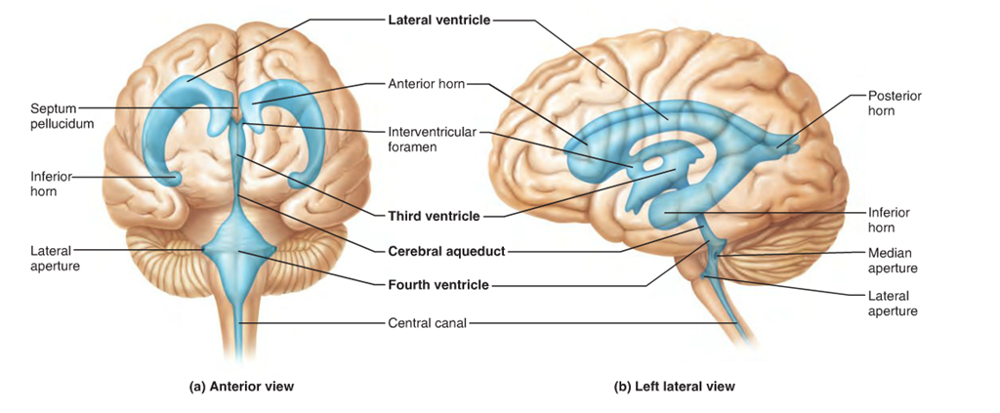 Lateral ventricle
Septum
pellucidum
Anterior horn
Posterior
horn
Interventricular
foramen
Inferior
horn
Third ventricle
Inferior
horn
Lateral
aperture
Cerebral aqueduct
Median
aperture
Fourth ventricle
Lateral
aperture
Central canal
(a) Anterior view
(b) Left lateral view